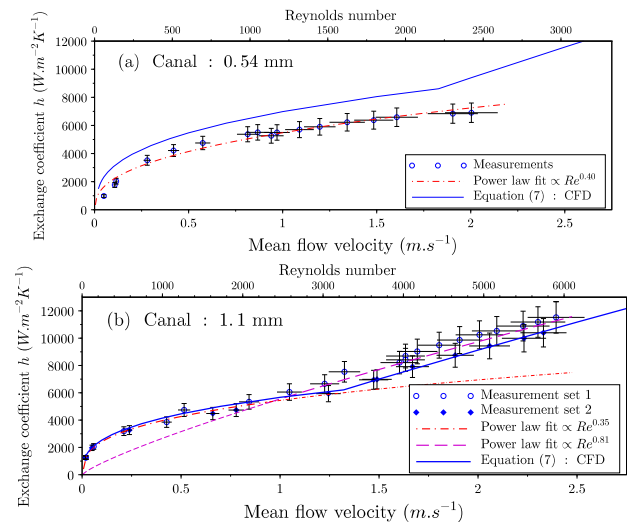 Reynolds number
0 500 1000 1500 2000 2500 3000
12000
10000
8000
6000
4000
2000
0
Exchange coefficient h (W.m−2K−1)
(a) Canal : 0.54 mm
Measurements
Power law fit ∝ Re0.40
Equation (7) : CFD
0 0.5 1 1.5 2 2.5
Mean flow velocity (m.s−1)
Reynolds number
0 1000 2000 3000 4000 5000 6000
12000
10000
8000
6000
4000
2000
0
Exchange coefficient h (W.m−2K−1)
(b) Canal : 1.1 mm
Measurement set 1
Measurement set 2
Power law fit ∝ Re0.35
Power law fit ∝ Re0.81
Equation (7) : CFD
0 0.5 1 1.5 2 2.5
Mean flow velocity (m.s−1)